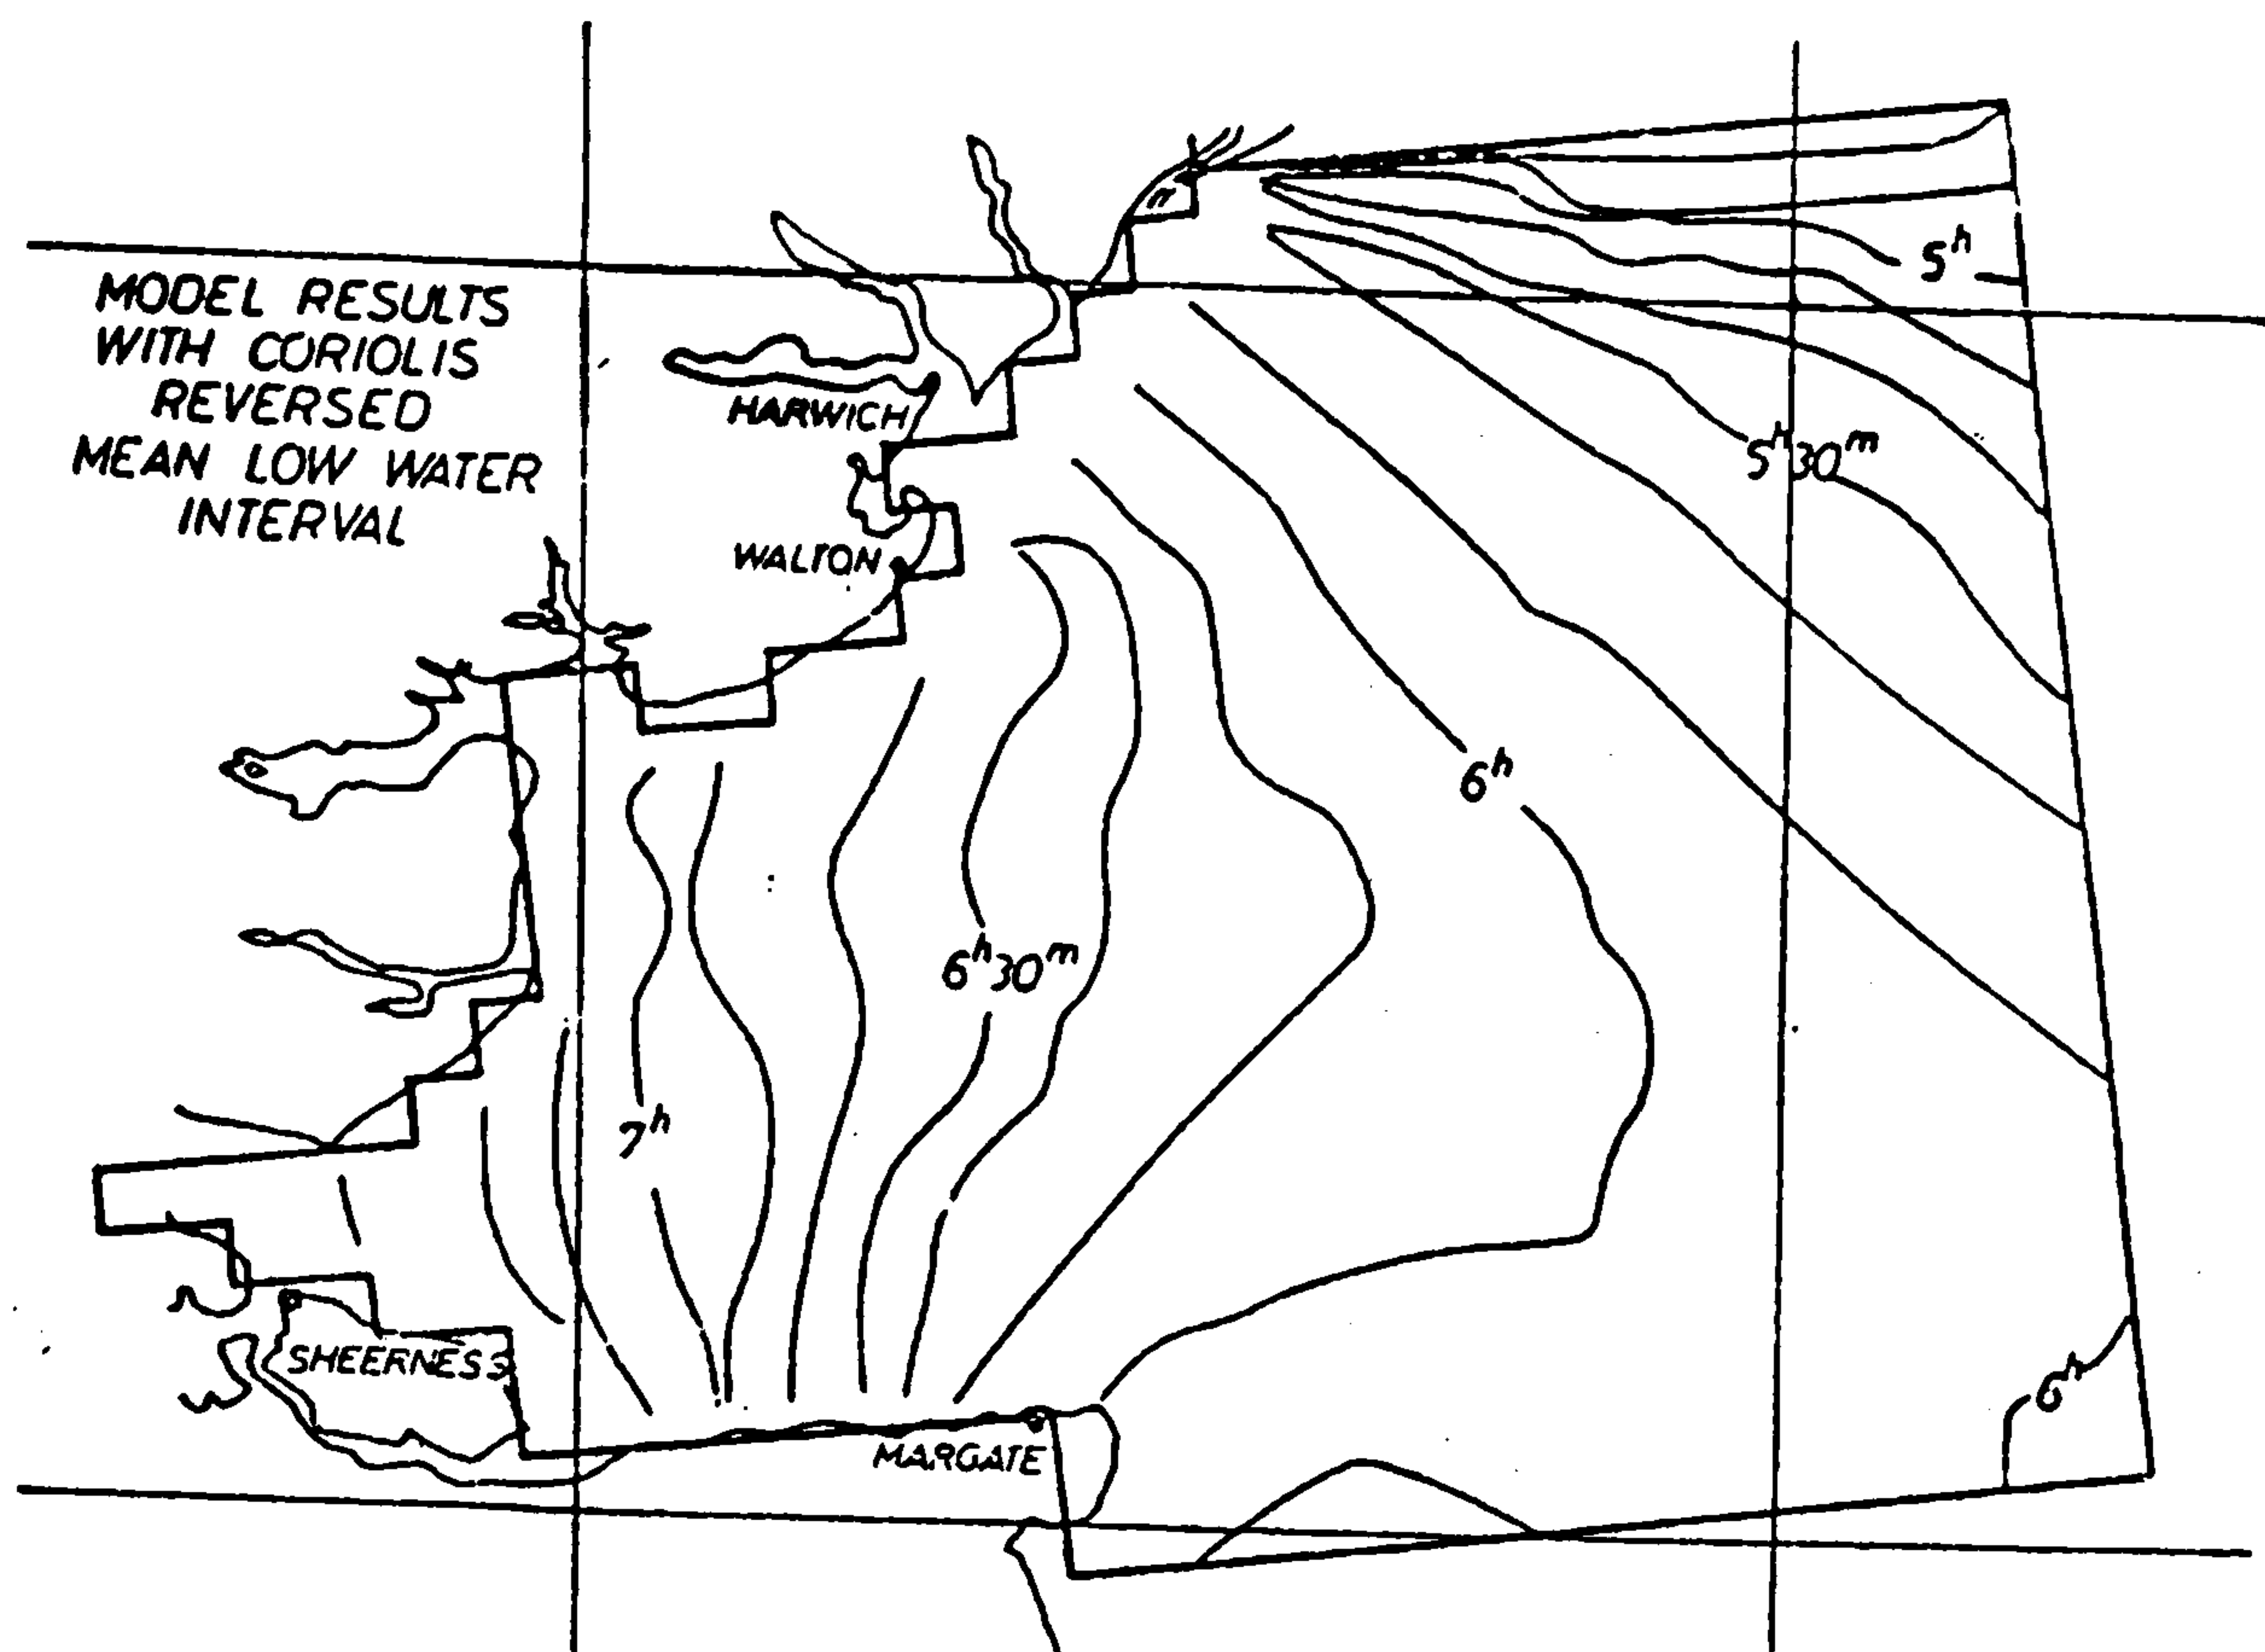 MODEL RESULTS
WITH CORIOLIS
REVERSED
MEAN LOW WATER
INTERVAL
HARWICH
WALTON
SHEERNESS
MARGATE
5h
5h30m
6h
6h30m
7h
6h